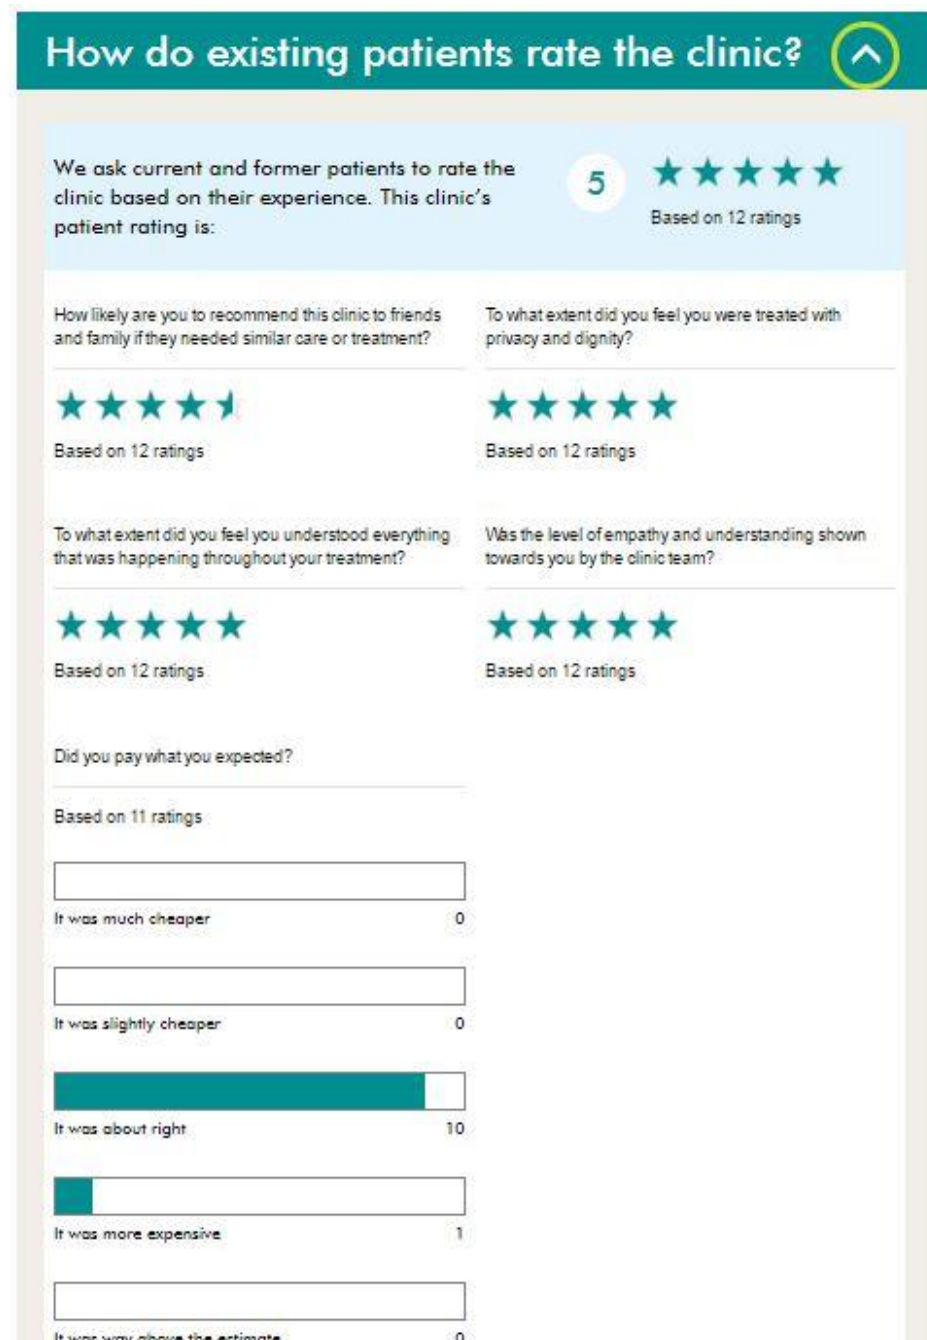 How do existing patients rate the clinic?
We ask current and former patients to rate the
clinic based on their experience. This clinic's
patient rating is:
5
Based on 12 ratings
How likely are you to recommend this clinic to friends
and family if they needed similar care or treatment?
Based on 12 ratings
To what extent did you feel you were treated with
privacy and dignity?
Based on 12 ratings
To what extent did you feel you understood everything
that was happening throughout your treatment?
Based on 12 ratings
Was the level of empathy and understanding shown
towards you by the clinic team?
Based on 12 ratings
Did you pay what you expected?
Based on 11 ratings
It was much cheaper 0
It was slightly cheaper 0
It was about right 10
It was more expensive 1
It was way above the estimate 0